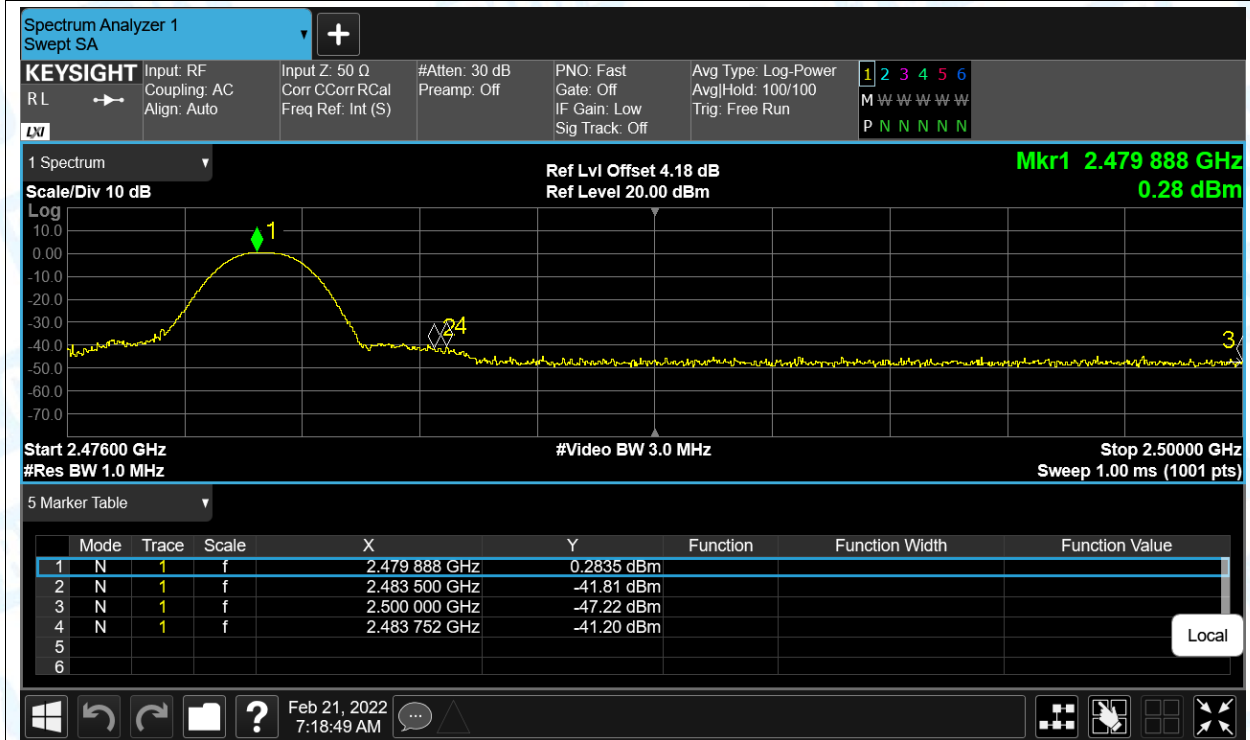 Spectrum Analyzer 1
Swept SA
+
KEYSIGHT
R L
LXI
Input: RF
Coupling: AC
Align: Auto
Input Z: 50 Ω
Corr CCorr RCal
Freq Ref: Int (S)
#Atten: 30 dB
Preamp: Off
PNO: Fast
Gate: Off
IF Gain: Low
Sig Track: Off
Avg Type: Log-Power
Avg|Hold: 100/100
Trig: Free Run
1 2 3 4 5 6
M W W W W W
P N N N N N
1 Spectrum
Scale/Div 10 dB
Ref Lvl Offset 4.18 dB
Ref Level 20.00 dBm
Mkr1 2.479 888 GHz
0.28 dBm
Log
10.0
0.00
-10.0
-20.0
-30.0
-40.0
-50.0
-60.0
-70.0
1
2
4
3
Start 2.47600 GHz
#Res BW 1.0 MHz
#Video BW 3.0 MHz
Stop 2.50000 GHz
Sweep 1.00 ms (1001 pts)
5 Marker Table
Mode Trace Scale X Y Function Function Width Function Value
1 N 1 f 2.479 888 GHz 0.2835 dBm
2 N 1 f 2.483 500 GHz -41.81 dBm
3 N 1 f 2.500 000 GHz -47.22 dBm
4 N 1 f 2.483 752 GHz -41.20 dBm
5
6
Local
?
Feb 21, 2022
7:18:49 AM